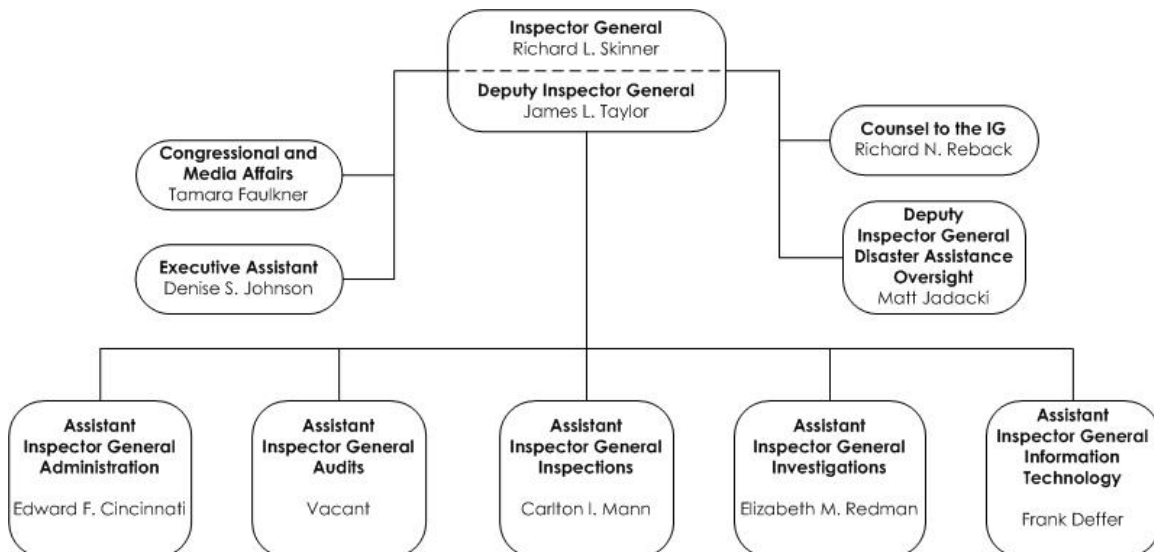 Inspector General
Richard L. Skinner
Deputy Inspector General
James L. Taylor
Congressional and
Media Affairs
Tamara Faulkner
Executive Assistant
Denise S. Johnson
Counsel to the IG
Richard N. Reback
Deputy
Inspector General
Disaster Assistance
Oversight
Matt Jadacki
Assistant
Inspector General
Administration
Edward F. Cincinnati
Assistant
Inspector General
Audits
Vacant
Assistant
Inspector General
Inspections
Carlton I. Mann
Assistant
Inspector General
Investigations
Elizabeth M. Redman
Assistant
Inspector General
Information
Technology
Frank Deffer